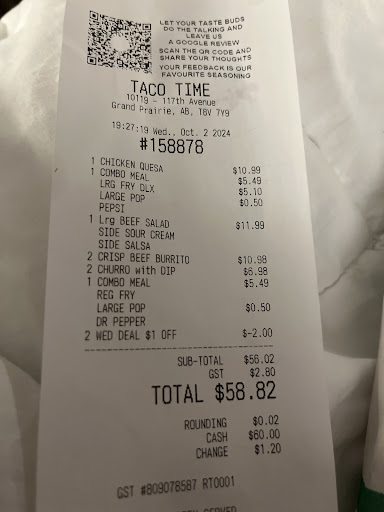 LET YOUR TASTE BUDS
DO THE TALKING AND
LEAVE US
A GOOGLE REVIEW
SCAN THE QR CODE AND
SHARE YOUR THOUGHTS
YOUR FEEDBACK IS OUR
FAVOURITE SEASONING
TACO TIME
10119 - 117th Avenue
Grand Prairie, AB, T8V 7Y9
19:27:19 Wed., Oct. 2 2024
#158878
1 CHICKEN QUESA $10.99
1 COMBO MEAL $5.49
LRG FRY DLX $5.10
LARGE POP $0.50
PEPSI
1 Lrg BEEF SALAD $11.99
SIDE SOUR CREAM
SIDE SALSA
2 CRISP BEEF BURRITO $10.98
2 CHURRO with DIP $6.98
1 COMBO MEAL $5.49
REG FRY
LARGE POP $0.50
DR PEPPER
2 WED DEAL $1 OFF $-2.00
SUB-TOTAL $56.02
GST $2.80
TOTAL $58.82
ROUNDING $0.02
CASH $60.00
CHANGE $1.20
GST #809078587 RT0001